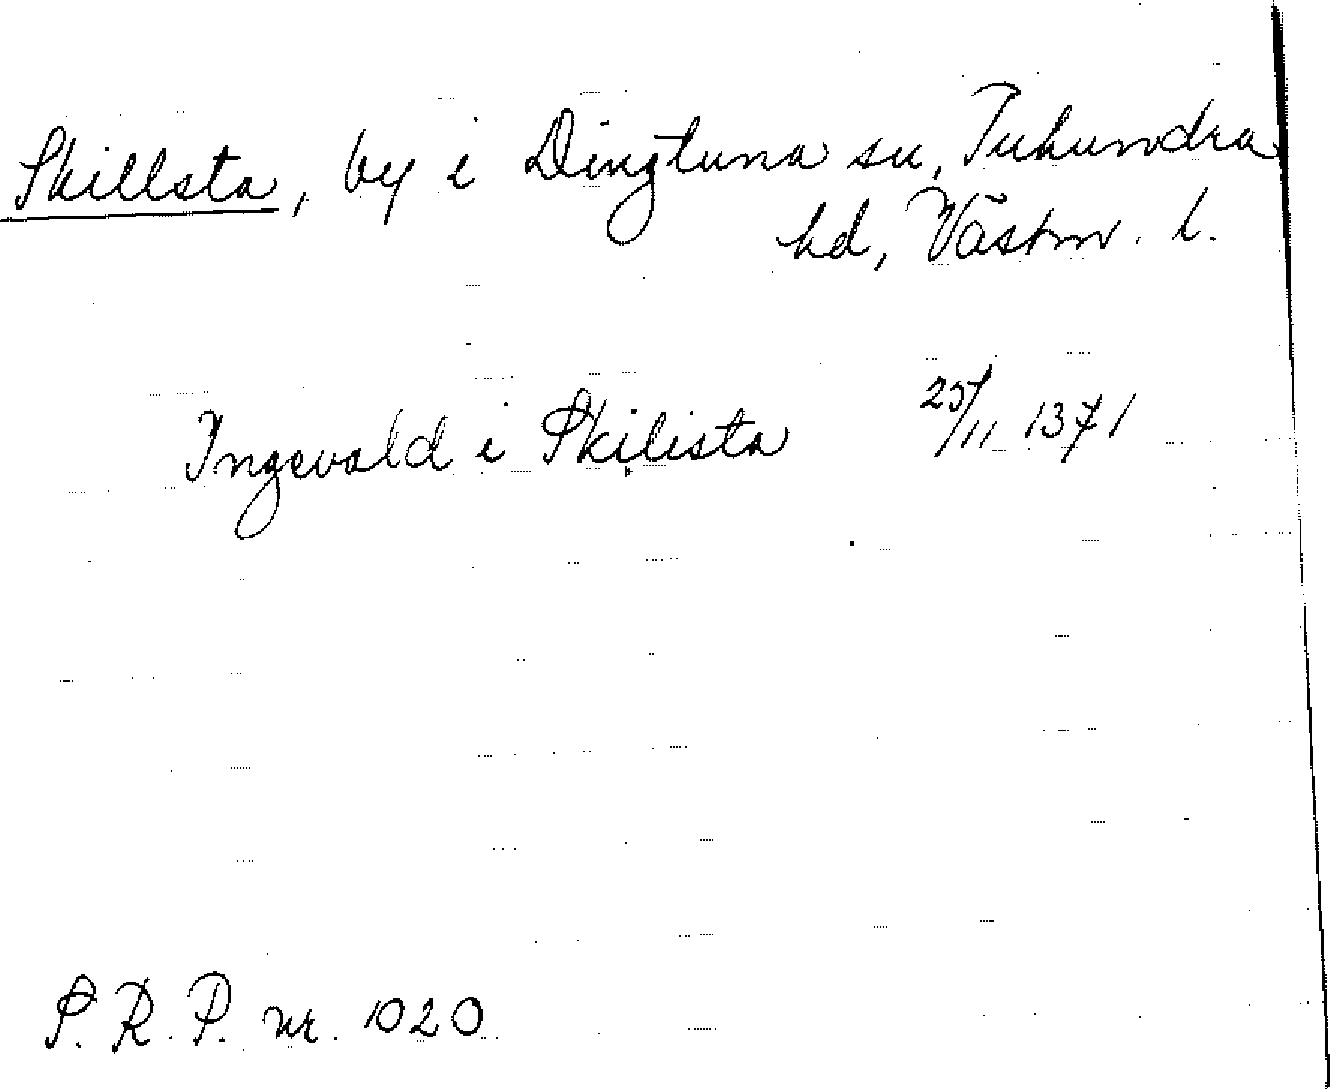 Skillsta, by i Dingtuna sn, Tuhundra
hd, Västm. l.
Ingevald i Skilista 25/11 1371
S.R.P. nr. 1020